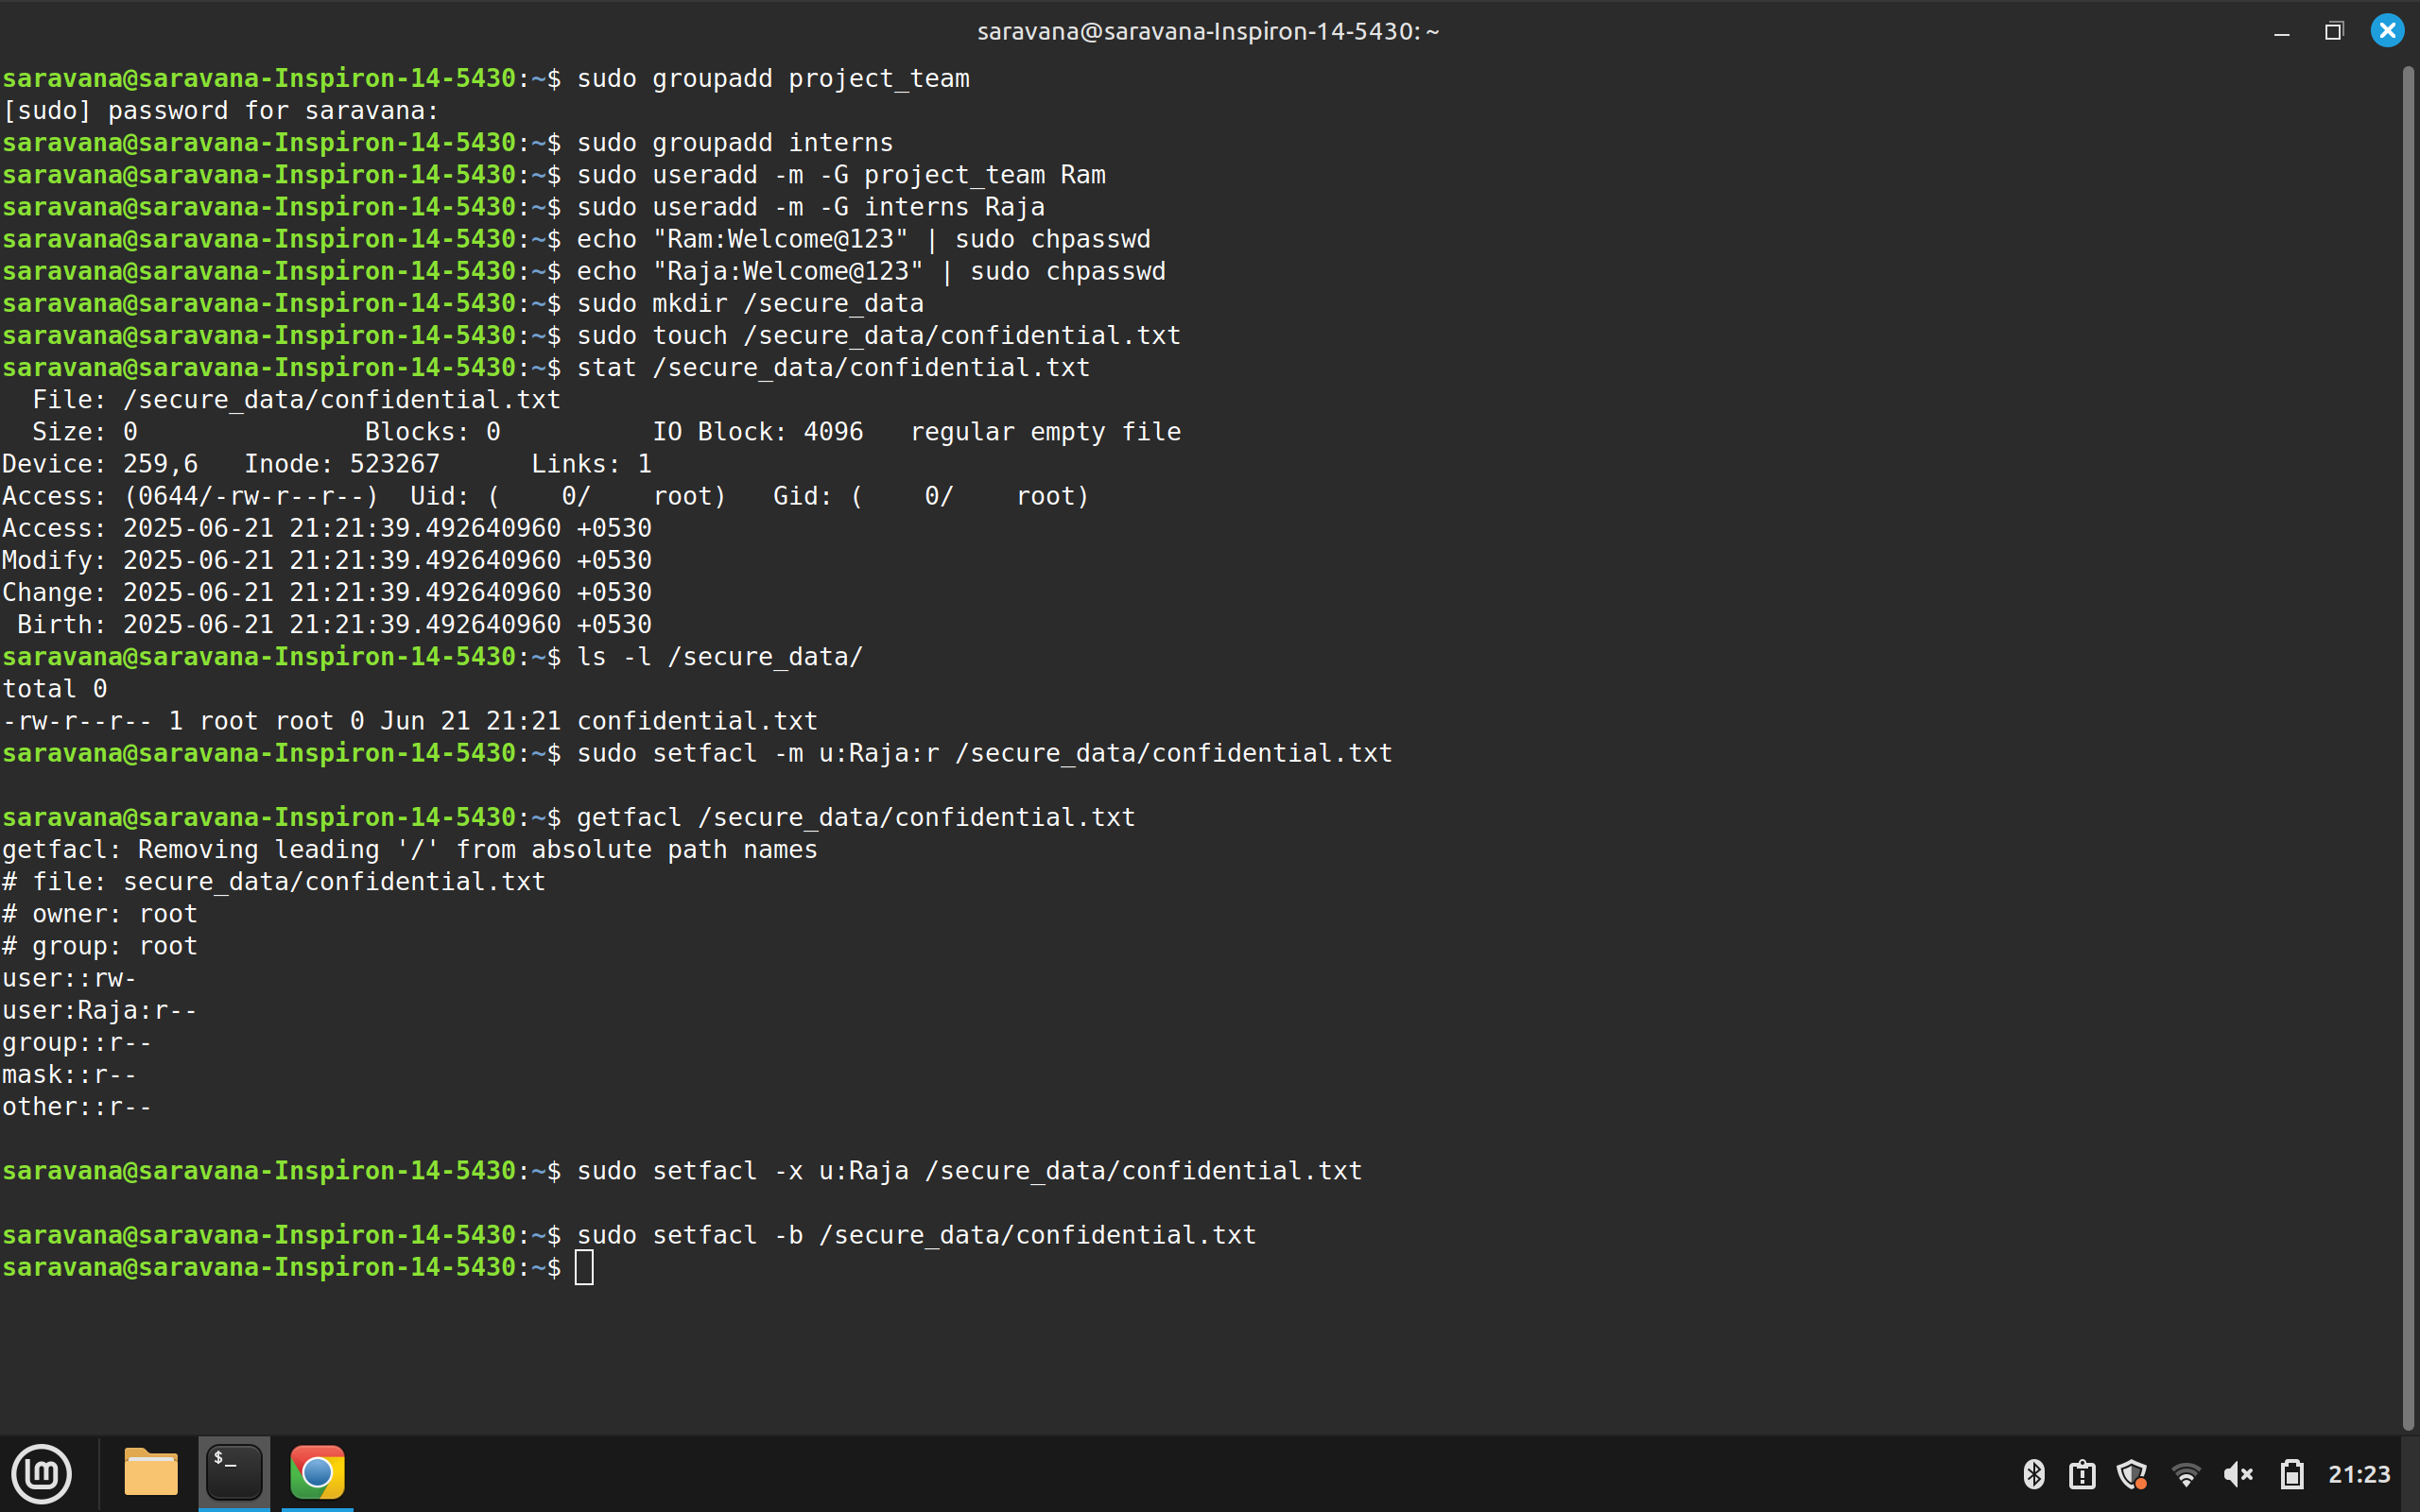 saravana@saravana-Inspiron-14-5430: ~
saravana@saravana-Inspiron-14-5430:~$ sudo groupadd project_team
[sudo] password for saravana:
saravana@saravana-Inspiron-14-5430:~$ sudo groupadd interns
saravana@saravana-Inspiron-14-5430:~$ sudo useradd -m -G project_team Ram
saravana@saravana-Inspiron-14-5430:~$ sudo useradd -m -G interns Raja
saravana@saravana-Inspiron-14-5430:~$ echo "Ram:Welcome@123" | sudo chpasswd
saravana@saravana-Inspiron-14-5430:~$ echo "Raja:Welcome@123" | sudo chpasswd
saravana@saravana-Inspiron-14-5430:~$ sudo mkdir /secure_data
saravana@saravana-Inspiron-14-5430:~$ sudo touch /secure_data/confidential.txt
saravana@saravana-Inspiron-14-5430:~$ stat /secure_data/confidential.txt
  File: /secure_data/confidential.txt
  Size: 0               Blocks: 0          IO Block: 4096   regular empty file
Device: 259,6   Inode: 523267      Links: 1
Access: (0644/-rw-r--r--)  Uid: (    0/    root)   Gid: (    0/    root)
Access: 2025-06-21 21:21:39.492640960 +0530
Modify: 2025-06-21 21:21:39.492640960 +0530
Change: 2025-06-21 21:21:39.492640960 +0530
 Birth: 2025-06-21 21:21:39.492640960 +0530
saravana@saravana-Inspiron-14-5430:~$ ls -l /secure_data/
total 0
-rw-r--r-- 1 root root 0 Jun 21 21:21 confidential.txt
saravana@saravana-Inspiron-14-5430:~$ sudo setfacl -m u:Raja:r /secure_data/confidential.txt
saravana@saravana-Inspiron-14-5430:~$ getfacl /secure_data/confidential.txt
getfacl: Removing leading '/' from absolute path names
# file: secure_data/confidential.txt
# owner: root
# group: root
user::rw-
user:Raja:r--
group::r--
mask::r--
other::r--
saravana@saravana-Inspiron-14-5430:~$ sudo setfacl -x u:Raja /secure_data/confidential.txt
saravana@saravana-Inspiron-14-5430:~$ sudo setfacl -b /secure_data/confidential.txt
saravana@saravana-Inspiron-14-5430:~$
$_
21:23